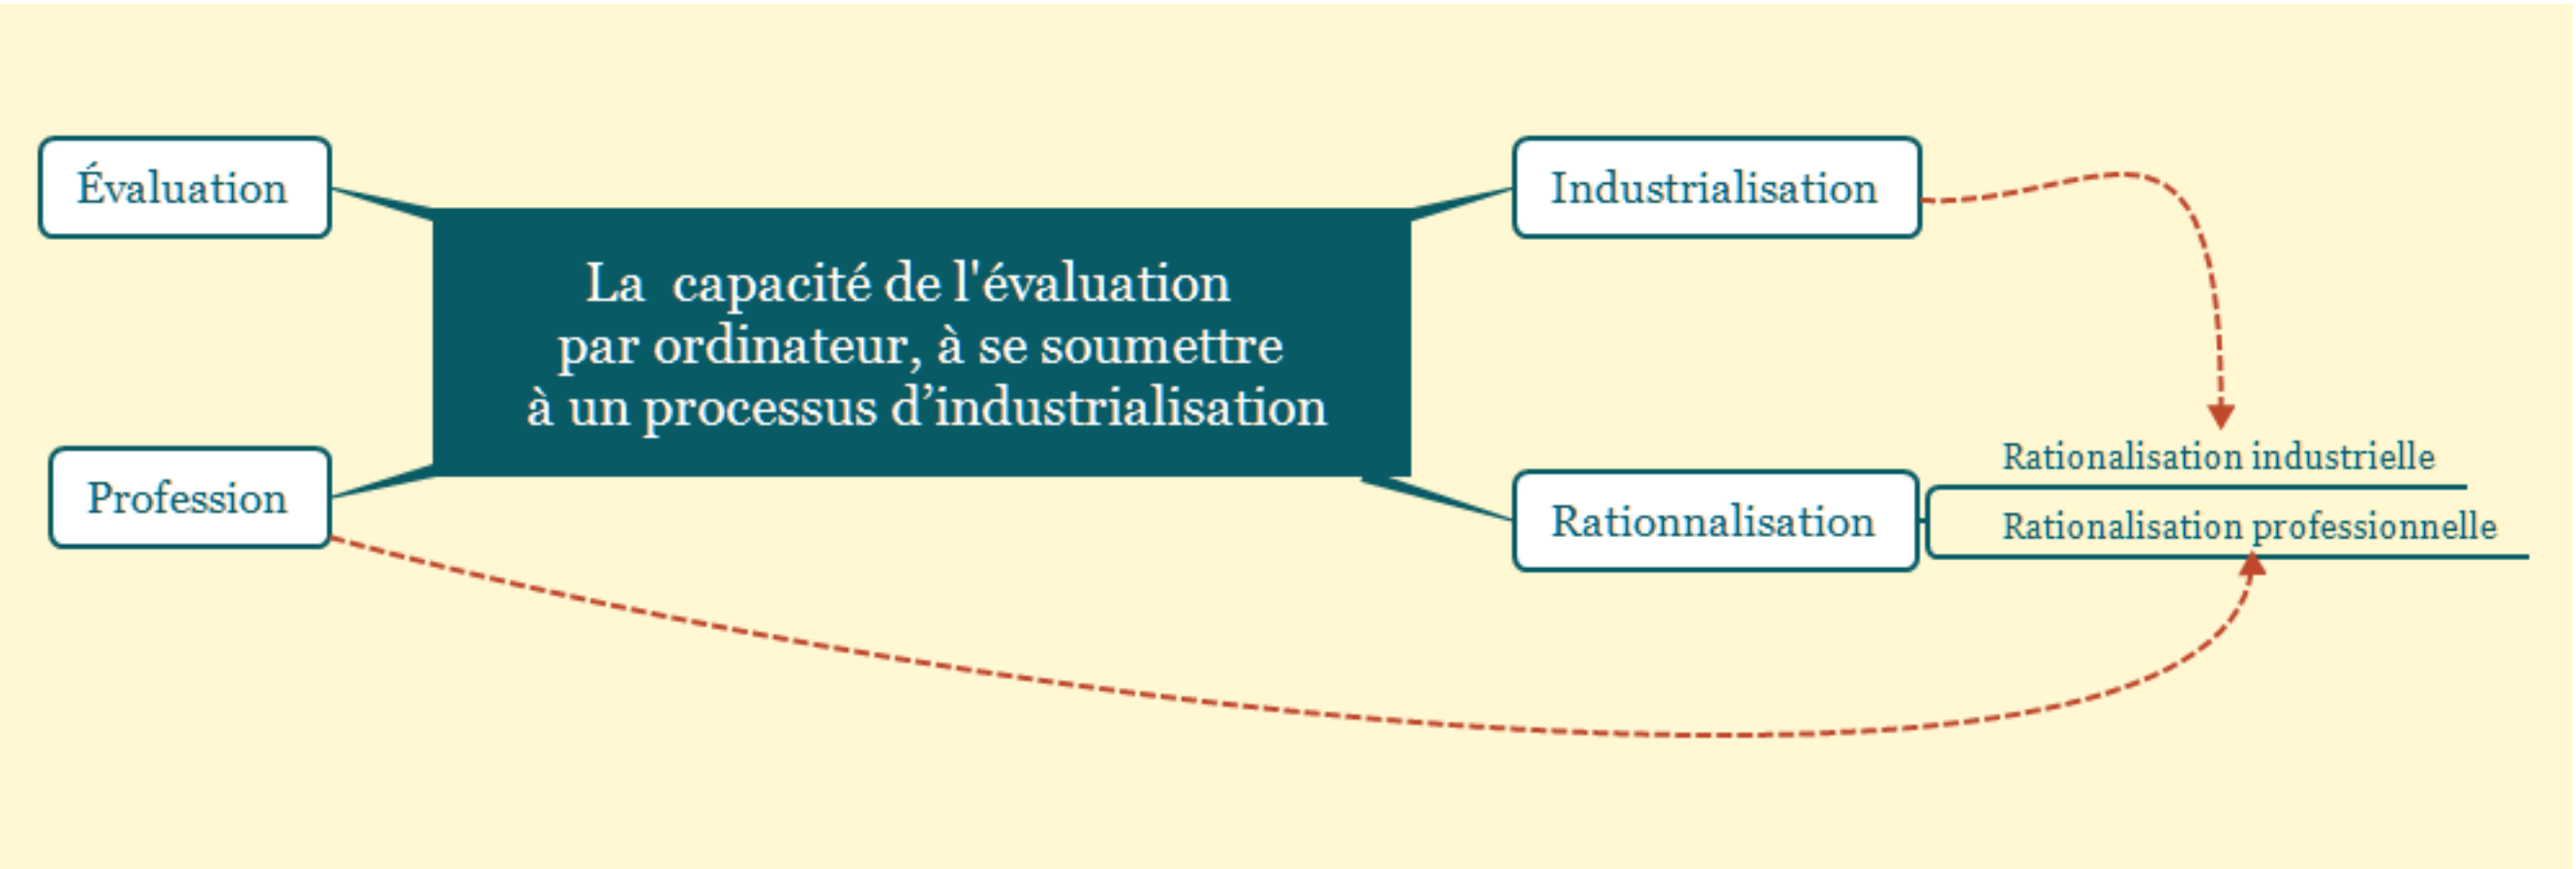 Évaluation
Industrialisation
La  capacité de l'évaluation
par ordinateur, à se soumettre
à un processus d’industrialisation
Profession
Rationnalisation
Rationalisation industrielle
Rationalisation professionnelle